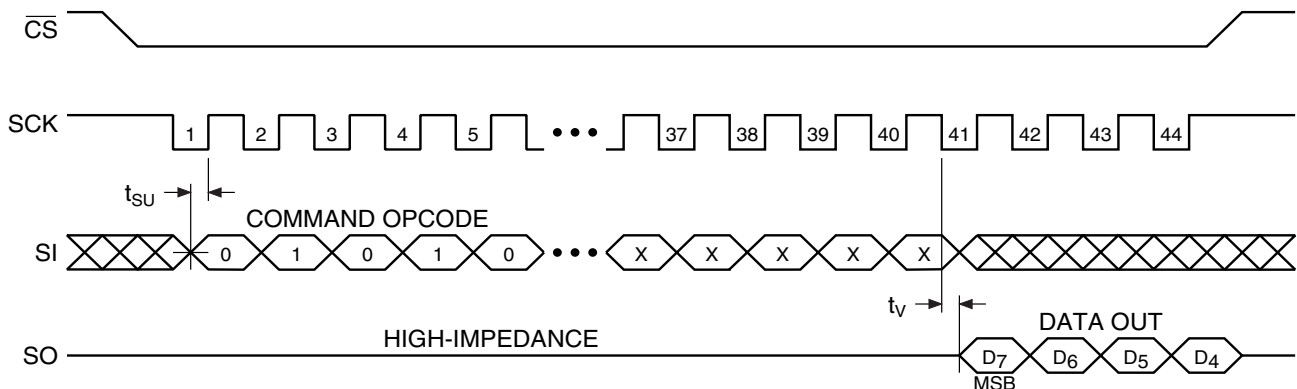 CS
SCK 1 2 3 4 5 ••• 37 38 39 40 41 42 43 44
tSU
COMMAND OPCODE
SI 0 1 0 1 0 ••• X X X X X
tV
HIGH-IMPEDANCE
DATA OUT
SO D7 D6 D5 D4
MSB